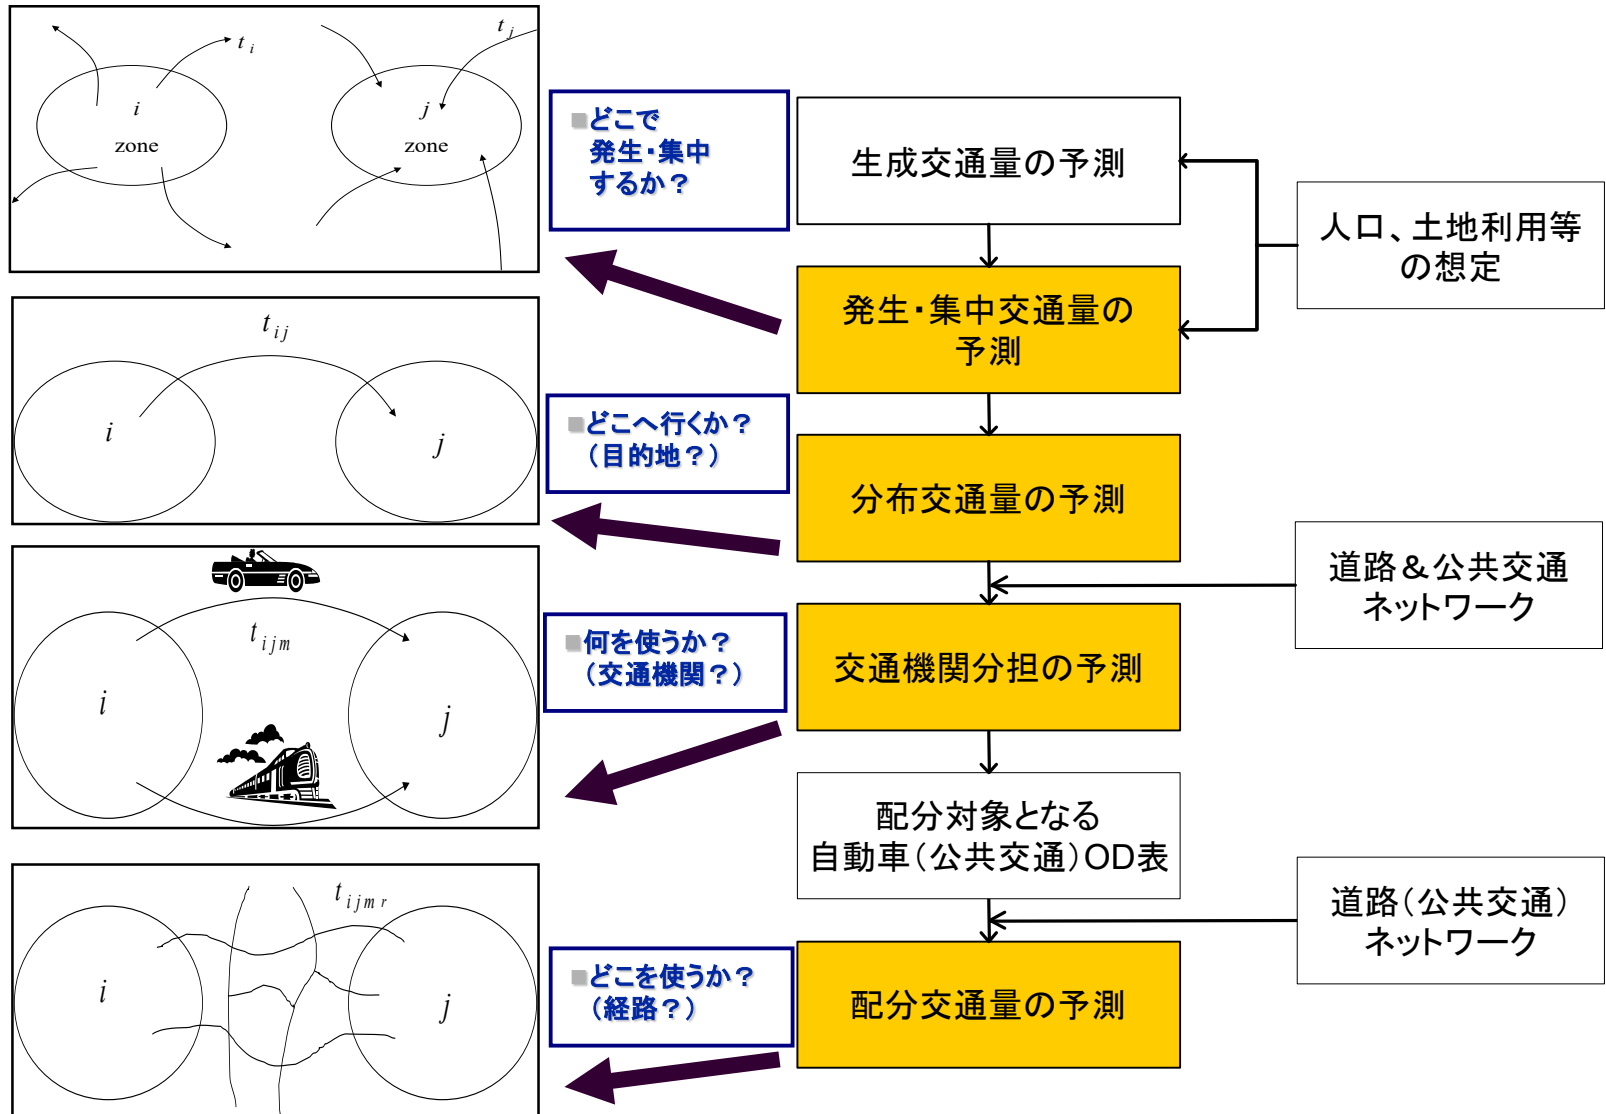 t i
i
zone
t j
j
zone
■どこで
発生・集中
するか？
生成交通量の予測
人口、土地利用等
の想定
発生・集中交通量の
予測
t ij
i
j
■どこへ行くか？
（目的地？）
分布交通量の予測
道路＆公共交通
ネットワーク
t ijm
i
j
■何を使うか？
（交通機関？）
交通機関分担の予測
配分対象となる
自動車（公共交通）OD表
道路（公共交通）
ネットワーク
t ijm r
i
j
■どこを使うか？
（経路？）
配分交通量の予測